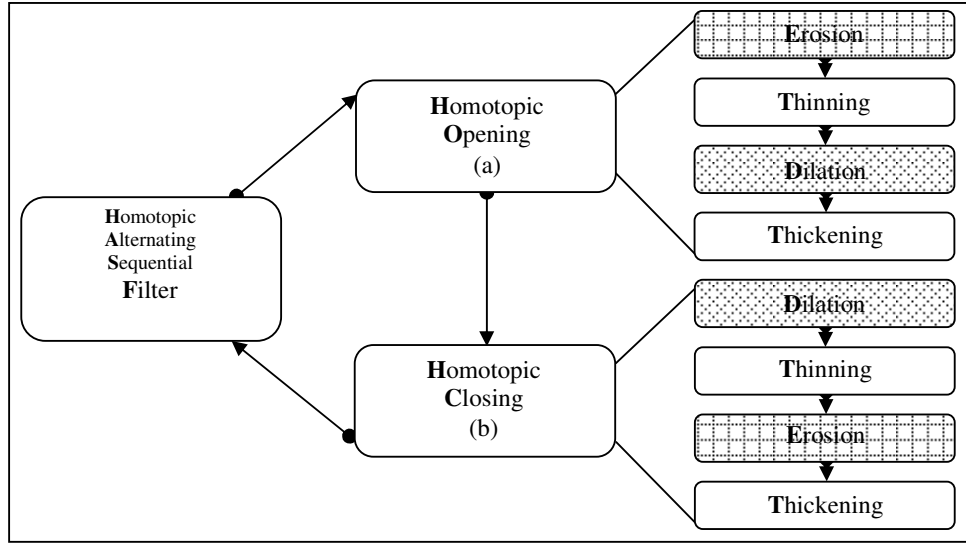 Homotopic
Alternating
Sequential
Filter
Homotopic
Opening
(a)
Erosion
Thinning
Dilation
Thickening
Homotopic
Closing
(b)
Dilation
Thinning
Erosion
Thickening